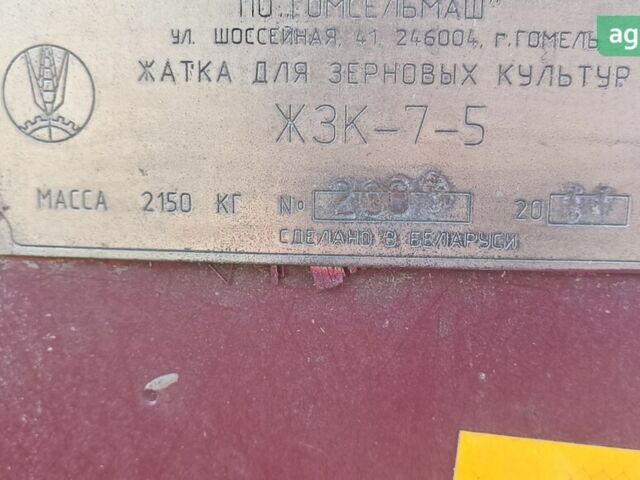 ПО „ГОМСЕЛЬМАШ"
УЛ. ШОССЕЙНАЯ 41, 246004, г. ГОМЕЛЬ
ag
ЖАТКА ДЛЯ ЗЕРНОВЫХ КУЛЬТУР
ЖЗК-7-5
МАССА 2150 КГ № 20
СДЕЛАНО В БЕЛАРУСИ